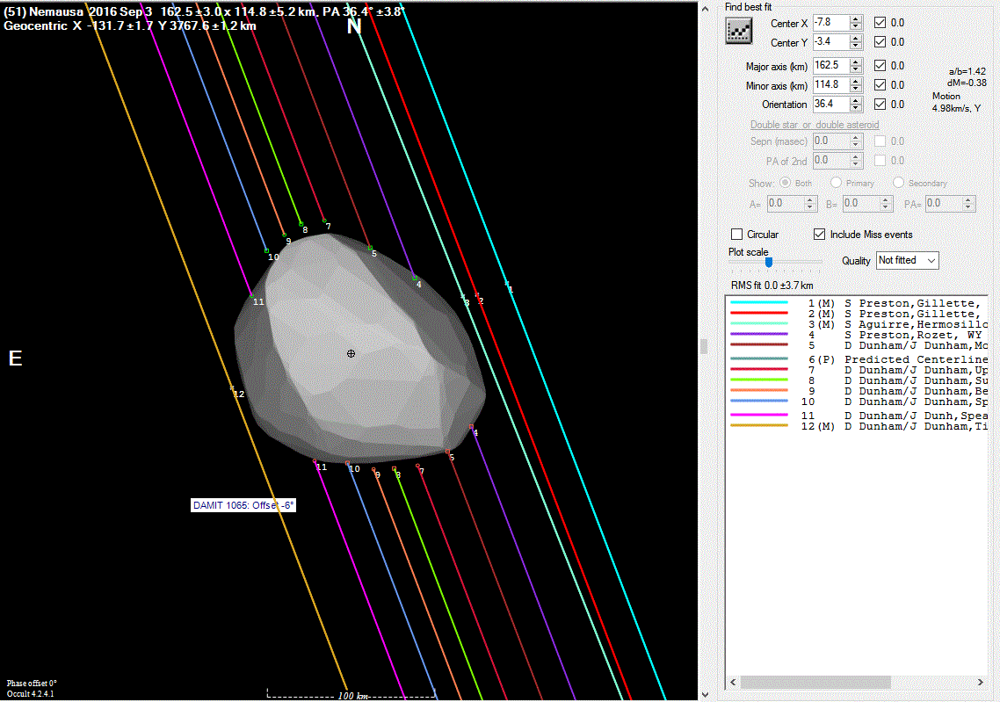 (51) Nemausa 2016 Sep 3 162.5 ±3.0 x 114.8 ±5.2 km, PA 36.4° ±3.8°
Geocentric X -131.7 ±1.7 Y 3767.6 ±1.2 km
N
E
1
2
3
4
5
7
8
9
10
11
12
4
5
7
8
9
10
11
DAMIT 1065: Offset -6°
Phase offset 0°
Occult 4.2.4.1
100 km
Find best fit
Center X -7.8 0.0
Center Y -3.4 0.0
Major axis (km) 162.5 0.0
Minor axis (km) 114.8 0.0
Orientation 36.4 0.0
a/b=1.42
dM=-0.38
Motion
4.98km/s, Y
Double star or double asteroid
Sepn (masec) 0.0 0.0
PA of 2nd 0.0 0.0
Show: Both Primary Secondary
A= 0.0 B= 0.0 PA= 0.0
Circular Include Miss events
Plot scale
Quality Not fitted
RMS fit 0.0 ±3.7 km
1(M) S Preston,Gillette,
2(M) S Preston,Gillette,
3(M) S Aguirre,Hermosillo
4 S Preston,Rozet, WY
5 D Dunham/J Dunham,Mo
6(P) Predicted Centerline
7 D Dunham/J Dunham,Up
8 D Dunham/J Dunham,Su
9 D Dunham/J Dunham,Be
10 D Dunham/J Dunham,Sp
11 D Dunham/J Dunh,Spea
12(M) D Dunham/J Dunham,Ti